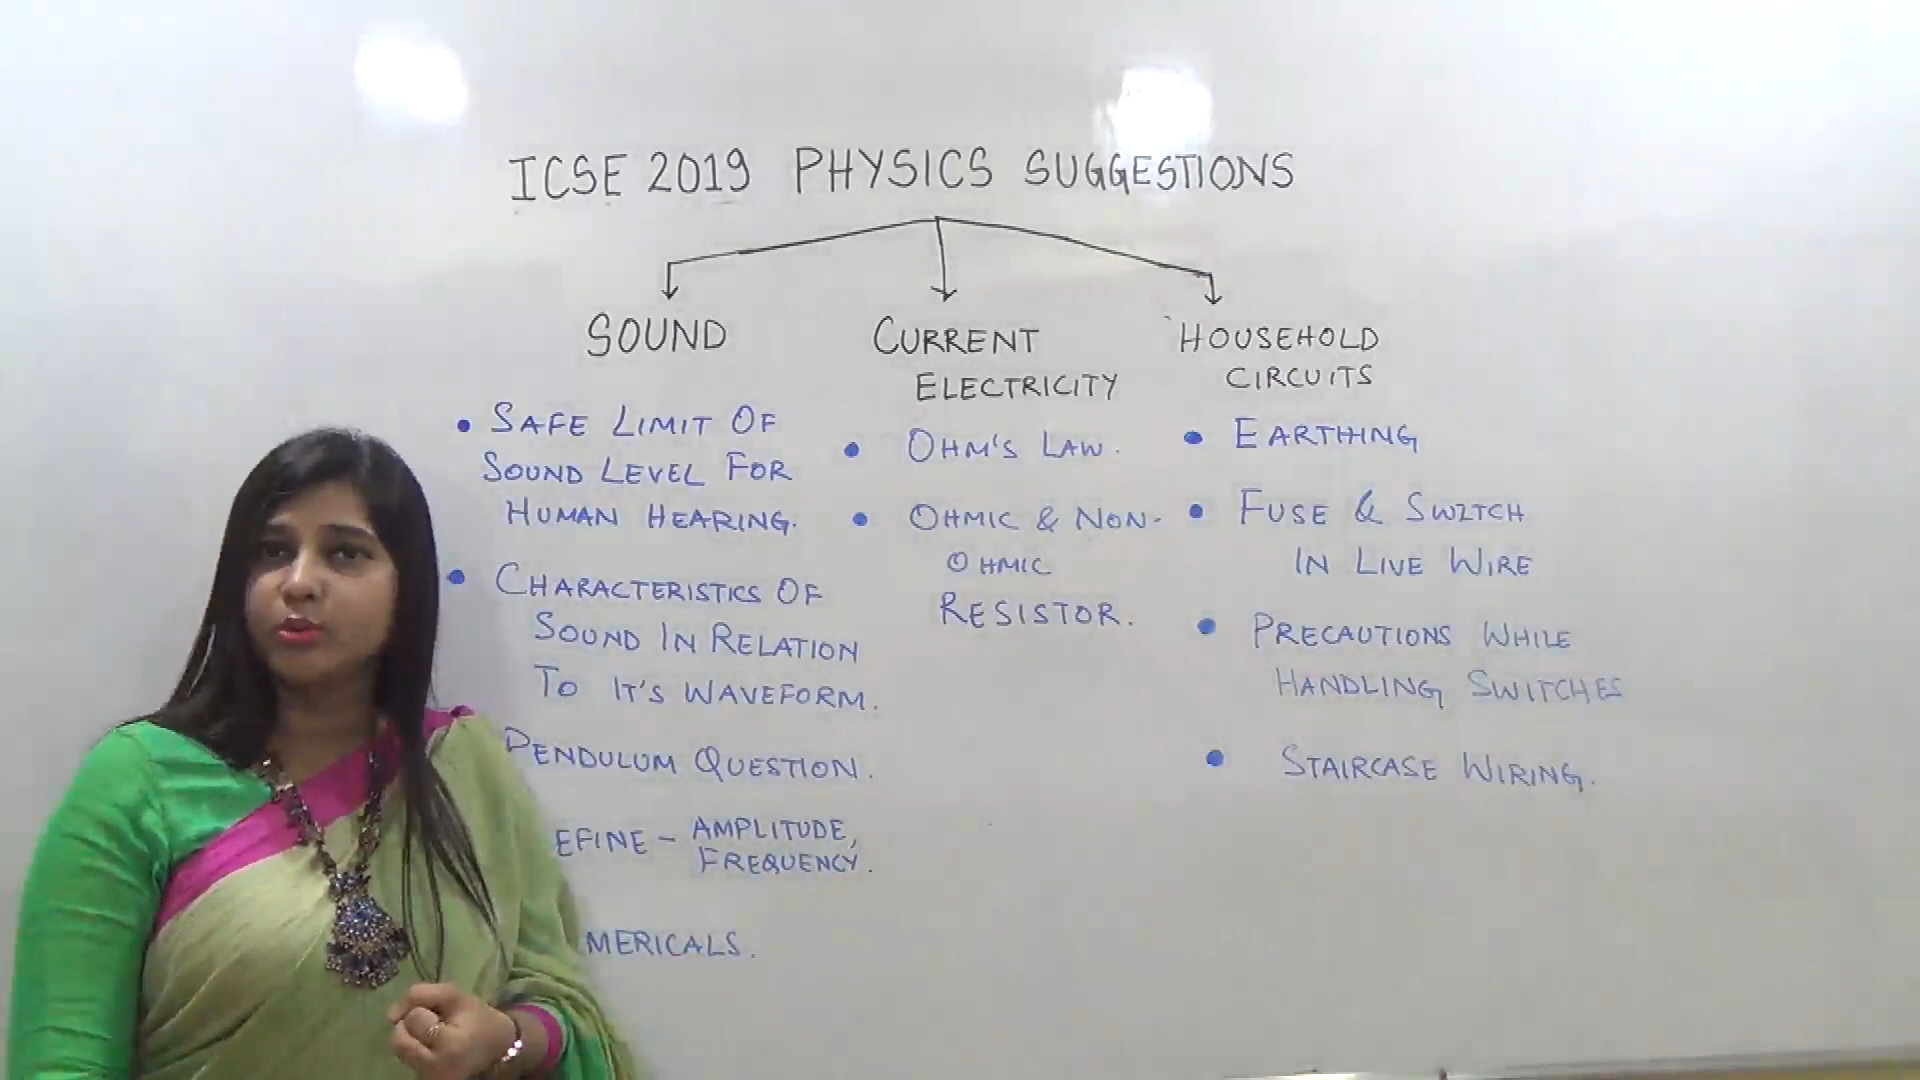 ICSE 2019 PHYSICS SUGGESTIONS
SOUND
• SAFE LIMIT OF
SOUND LEVEL FOR
HUMAN HEARING.
• CHARACTERISTICS OF
SOUND IN RELATION
TO IT'S WAVEFORM.
PENDULUM QUESTION.
EFINE - AMPLITUDE,
FREQUENCY.
MERICALS.
CURRENT
ELECTRICITY
• OHM'S LAW.
• OHMIC & NON-
OHMIC
RESISTOR.
HOUSEHOLD
CIRCUITS
• EARTHING
• FUSE & SWITCH
IN LIVE WIRE
• PRECAUTIONS WHILE
HANDLING SWITCHES
• STAIRCASE WIRING.